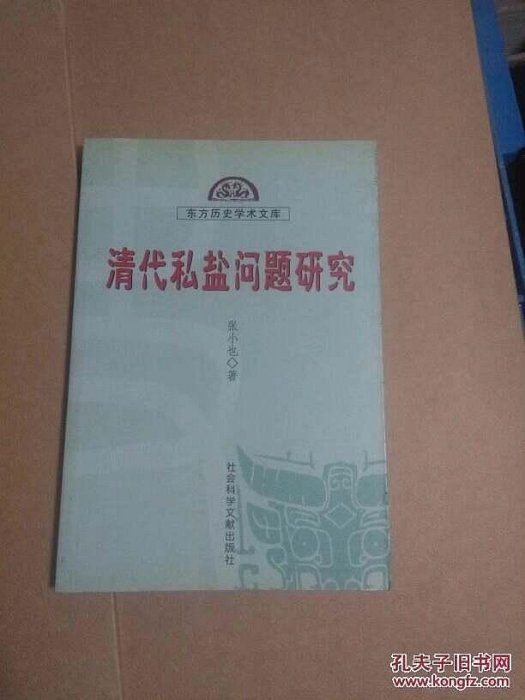 东方历史学术文库
清代私盐问题研究
张小也◇著
社会科学文献出版社
孔夫子旧书网
www.kongfz.com